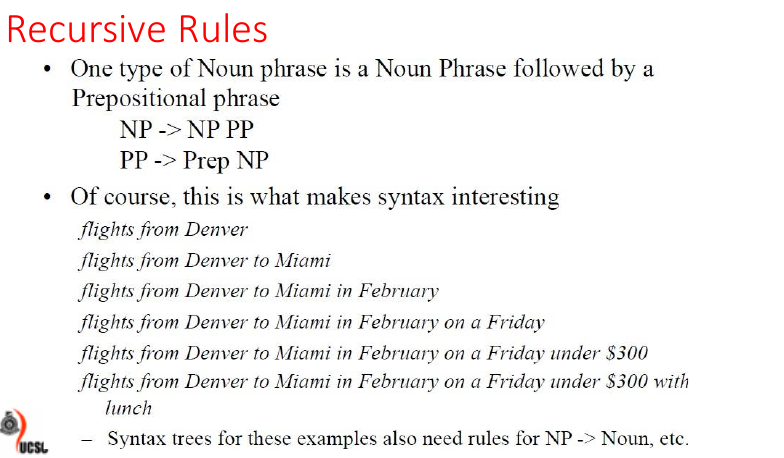 Recursive Rules
• One type of Noun phrase is a Noun Phrase followed by a
Prepositional phrase
NP -> NP PP
PP -> Prep NP
• Of course, this is what makes syntax interesting
flights from Denver
flights from Denver to Miami
flights from Denver to Miami in February
flights from Denver to Miami in February on a Friday
flights from Denver to Miami in February on a Friday under $300
flights from Denver to Miami in February on a Friday under $300 with
lunch
– Syntax trees for these examples also need rules for NP -> Noun, etc.
UCSL